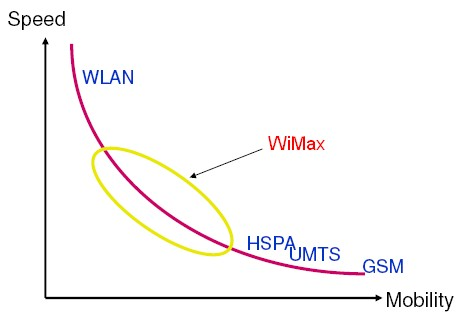 Speed
WLAN
WiMax
HSPA
UMTS
GSM
Mobility